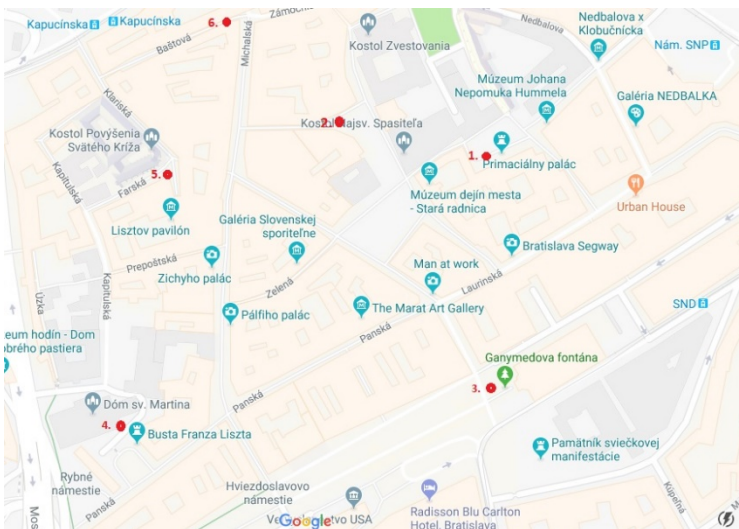 6.
Zámočn
Kapucínska
Kapucínska
Baštová
Michalská
Kostol Zvestovania
Nedbalova
Nedbalova x
Klobučnícka
Nám. SNP
Múzeum Johana
Nepomuka Hummela
Galéria NEDBALKA
Klariská
Kostol Povýšenia
Svätého Kríža
2.
Kostol Najsv. Spasiteľa
1.
Primaciálny palác
Kapitulská
5.
Farská
Múzeum dejín mesta
- Stará radnica
Urban House
Lisztov pavilón
Galéria Slovenskej
sporiteľne
Bratislava Segway
Prepoštská
Zichyho palác
Man at work
Laurinská
Zelená
Úzka
Kapitulská
Pálfiho palác
The Marat Art Gallery
SND
Panská
eum hodín - Dom
obrého pastiera
Ganymedova fontána
3.
Dóm sv. Martina
Panská
4.
Busta Franza Liszta
Pamätník sviečkovej
manifestácie
Rybné
námestie
Panská
Hviezdoslavovo
námestie
Kúpeľná
Mos
Google
tvo USA
Radisson Blu Carlton
Hotel, Bratislava